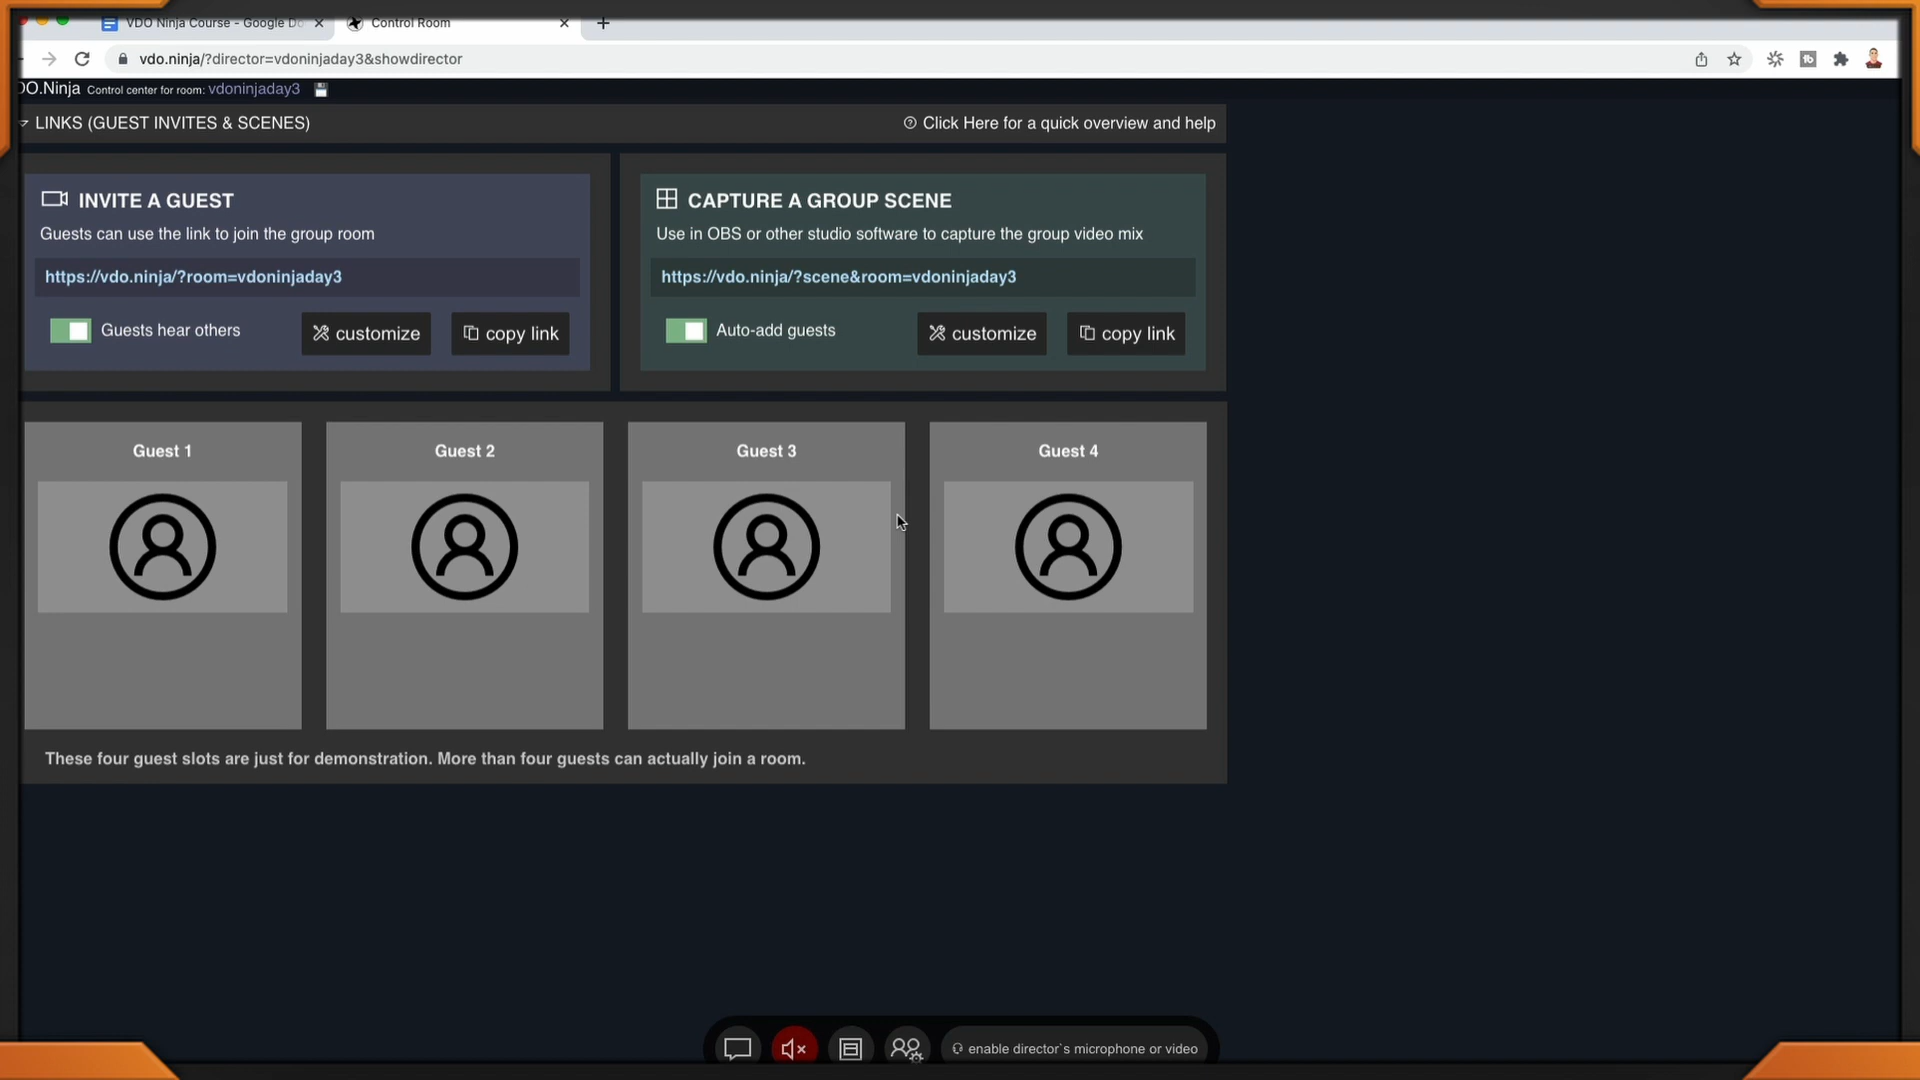 VDO Ninja Course - Google Do
Control Room
vdo.ninja/?director=vdoninjaday3&showdirector
DO.Ninja Control center for room: vdoninjaday3
LINKS (GUEST INVITES & SCENES)
Click Here for a quick overview and help
INVITE A GUEST
Guests can use the link to join the group room
https://vdo.ninja/?room=vdoninjaday3
Guests hear others
customize
copy link
CAPTURE A GROUP SCENE
Use in OBS or other studio software to capture the group video mix
https://vdo.ninja/?scene&room=vdoninjaday3
Auto-add guests
customize
copy link
Guest 1
Guest 2
Guest 3
Guest 4
These four guest slots are just for demonstration. More than four guests can actually join a room.
enable director`s microphone or video